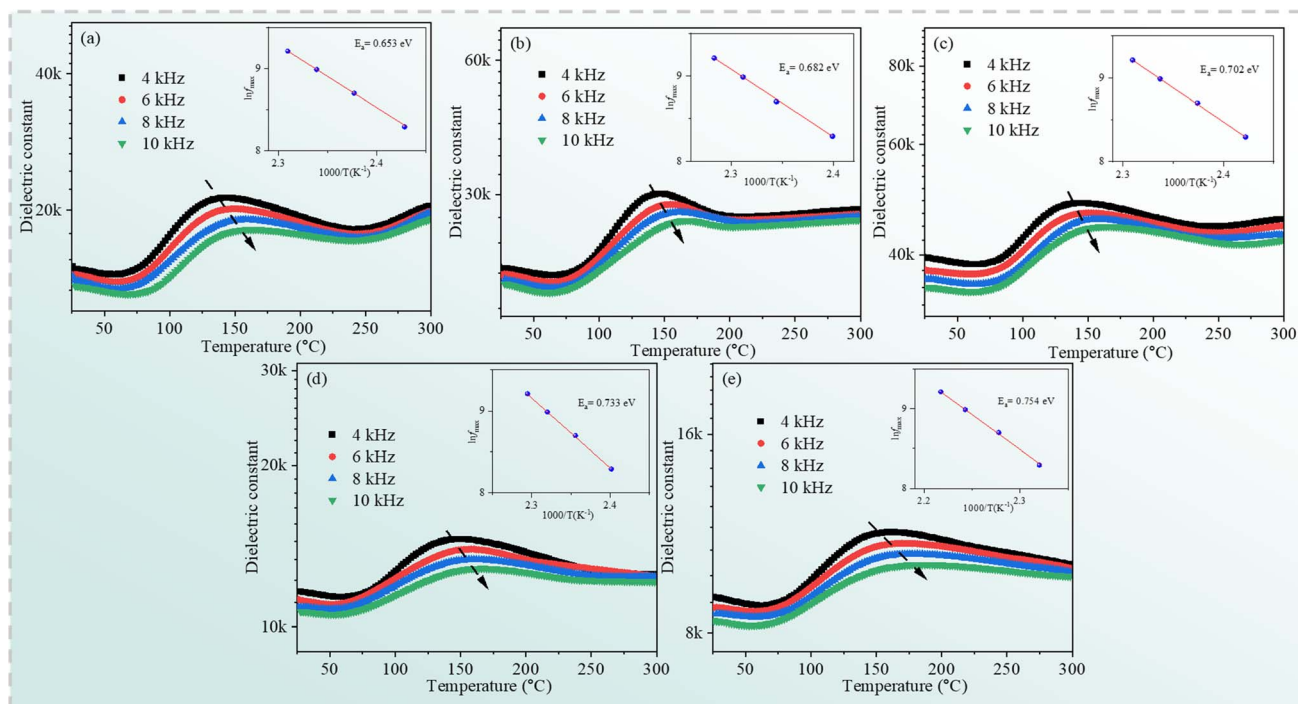 (a)
Dielectric constant
40k
20k
4 kHz
6 kHz
8 kHz
10 kHz
Eₐ= 0.653 eV
lnfmax
9
8
2.3
2.4
1000/T(K⁻¹)
50
100
150
200
250
300
Temperature (°C)
(b)
Dielectric constant
60k
30k
4 kHz
6 kHz
8 kHz
10 kHz
Eₐ= 0.682 eV
lnfmax
9
8
2.3
2.4
1000/T(K⁻¹)
50
100
150
200
250
300
Temperature (°C)
(c)
Dielectric constant
80k
60k
40k
4 kHz
6 kHz
8 kHz
10 kHz
Eₐ= 0.702 eV
lnfmax
9
8
2.3
2.4
1000/T(K⁻¹)
50
100
150
200
250
300
Temperature (°C)
(d)
Dielectric constant
30k
20k
10k
4 kHz
6 kHz
8 kHz
10 kHz
Eₐ= 0.733 eV
lnfmax
9
8
2.3
2.4
1000/T(K⁻¹)
50
100
150
200
250
300
Temperature (°C)
(e)
Dielectric constant
16k
8k
4 kHz
6 kHz
8 kHz
10 kHz
Eₐ= 0.754 eV
lnfmax
9
8
2.2
2.3
1000/T(K⁻¹)
50
100
150
200
250
300
Temperature (°C)